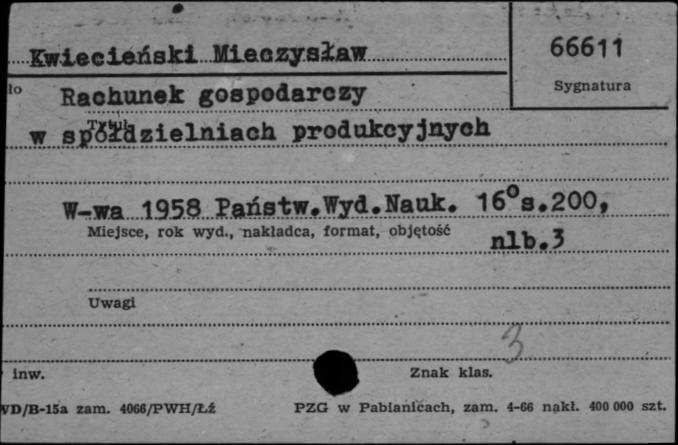 Kwiecieński Mieczysław
66611
Sygnatura
ło
Rachunek gospodarczy
Tytuł
w spółdzielniach produkcyjnych
W-wa 1958 Państw.Wyd.Nauk. 16° s.200,
Miejsce, rok wyd., nakładca, format, objętość
nlb.3
Uwagi
3
inw.
Znak klas.
WD/B-15a zam. 4066/PWH/Łź
PZG w Pabianicach, zam. 4-66 nakł. 400 000 szt.